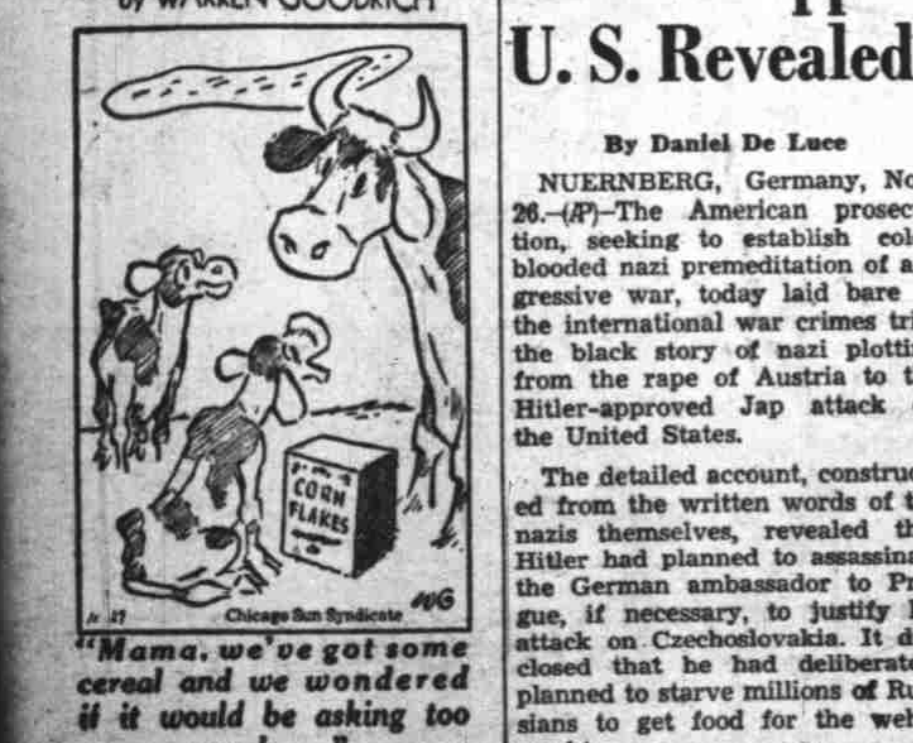 by WARREN GOODRICH
CORN
FLAKES
WG
27
Chicago Sun Syndicate
"Mama, we've got some
cereal and we wondered
if it would be asking too
U. S. Revealed
By Daniel De Luce
NUERNBERG, Germany, No
26.—(AP)—The American prosec
tion, seeking to establish col
blooded nazi premeditation of a
gressive war, today laid bare
the international war crimes tri
the black story of nazi plotti
from the rape of Austria to t
Hitler-approved Jap attack
the United States.
The detailed account, construc
ed from the written words of t
nazis themselves, revealed th
Hitler had planned to assassina
the German ambassador to Pr
gue, if necessary, to justify
attack on Czechoslovakia. It d
closed that he had deliberate
planned to starve millions of Ru
sians to get food for the weh